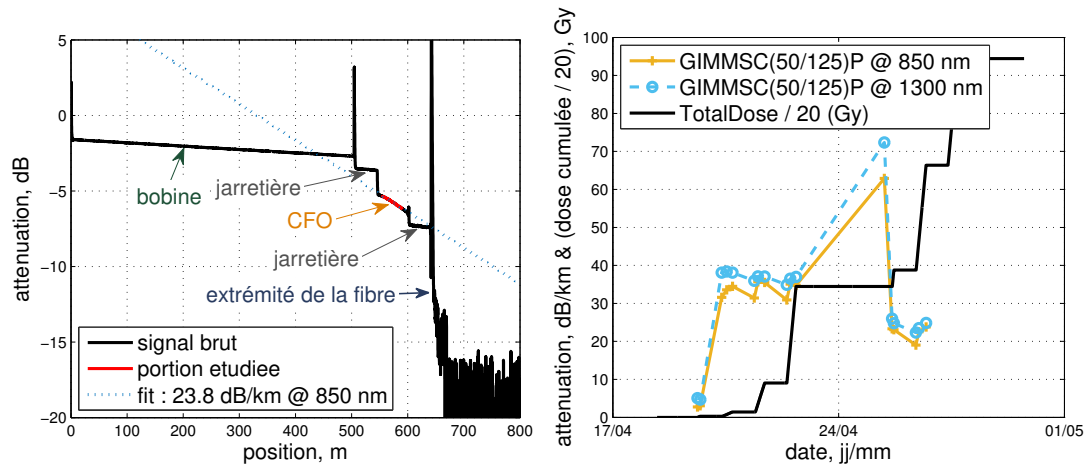 5
0
−5
−10
−15
−20
attenuation, dB
bobine
jarretière
CFO
jarretière
extrémité de la fibre
signal brut
portion etudiee
fit : 23.8 dB/km @ 850 nm
0 100 200 300 400 500 600 700 800
position, m
100
90
80
70
60
50
40
30
20
10
0
attenuation, dB/km & (dose cumulée / 20), Gy
GIMMSC(50/125)P @ 850 nm
GIMMSC(50/125)P @ 1300 nm
TotalDose / 20 (Gy)
17/04 24/04 01/05
date, jj/mm